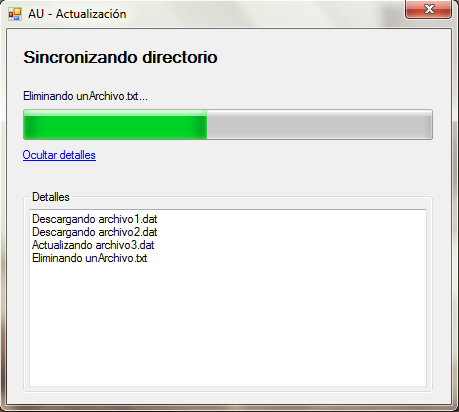 AU - Actualización
Sincronizando directorio
Eliminando unArchivo.txt...
Ocultar detalles
Detalles
Descargando archivo1.dat
Descargando archivo2.dat
Actualizando archivo3.dat
Eliminando unArchivo.txt